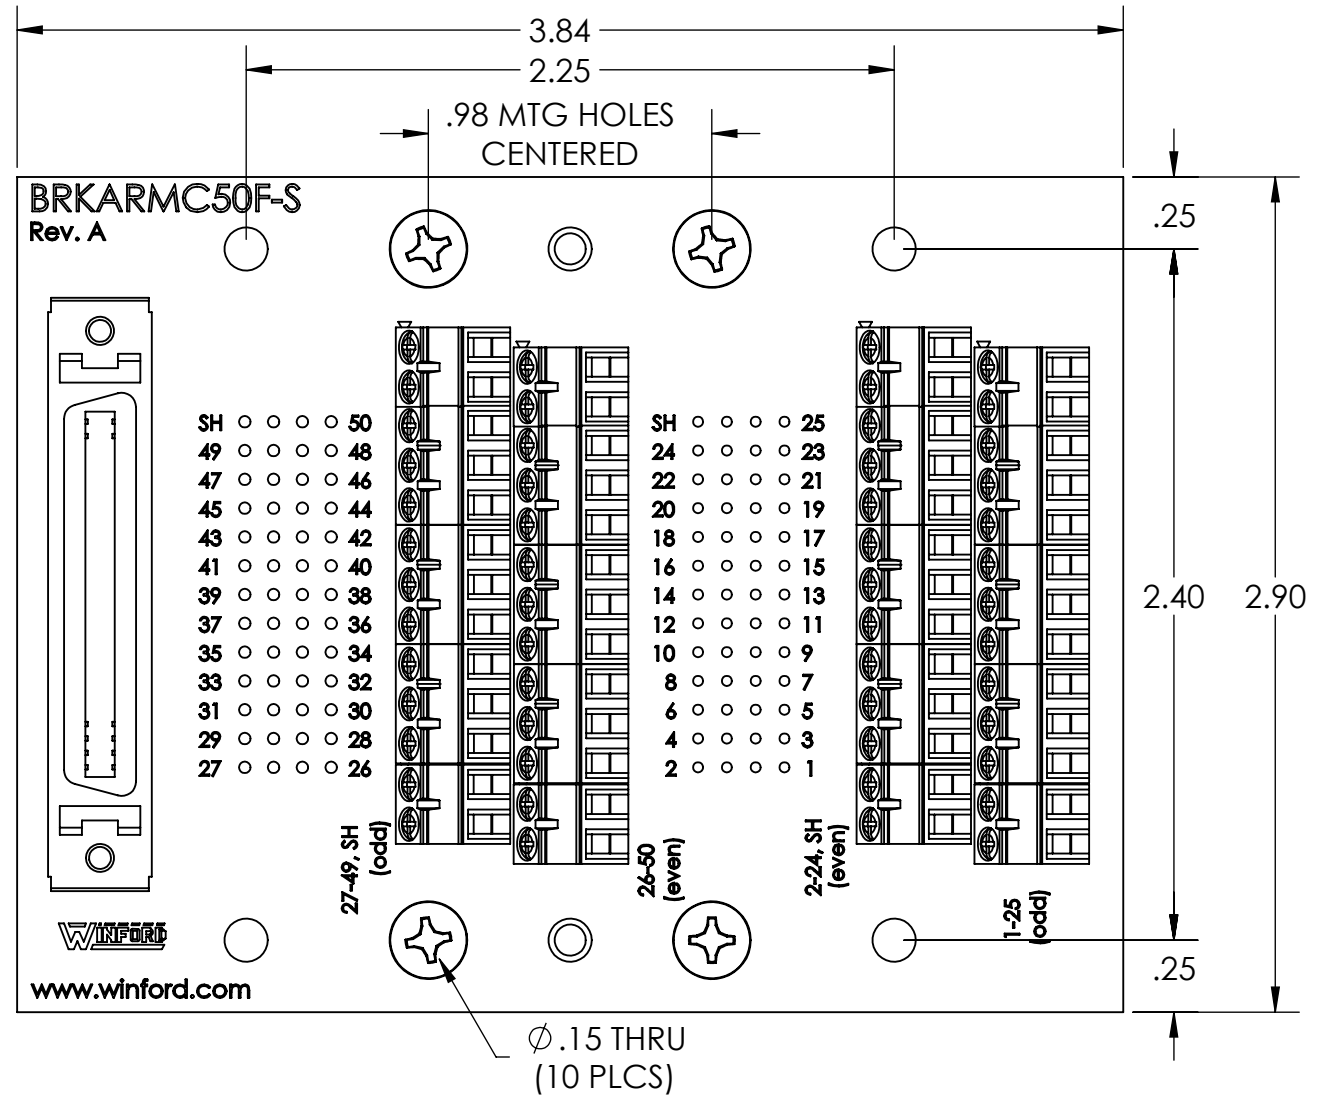 3.84
2.25
.98 MTG HOLES
CENTERED
BRKARMC50F-S
Rev. A
.25
SH 50 SH 25
49 48 24 23
47 46 22 21
45 44 20 19
43 42 18 17
41 40 16 15
39 38 14 13
37 36 12 11
35 34 10 9
33 32 8 7
31 30 6 5
29 28 4 3
27 26 2 1
2.40
2.90
27-49, SH
(odd)
26-50
(even)
2-24, SH
(even)
1-25
(odd)
WINFORD
www.winford.com
.25
∅.15 THRU
(10 PLCS)